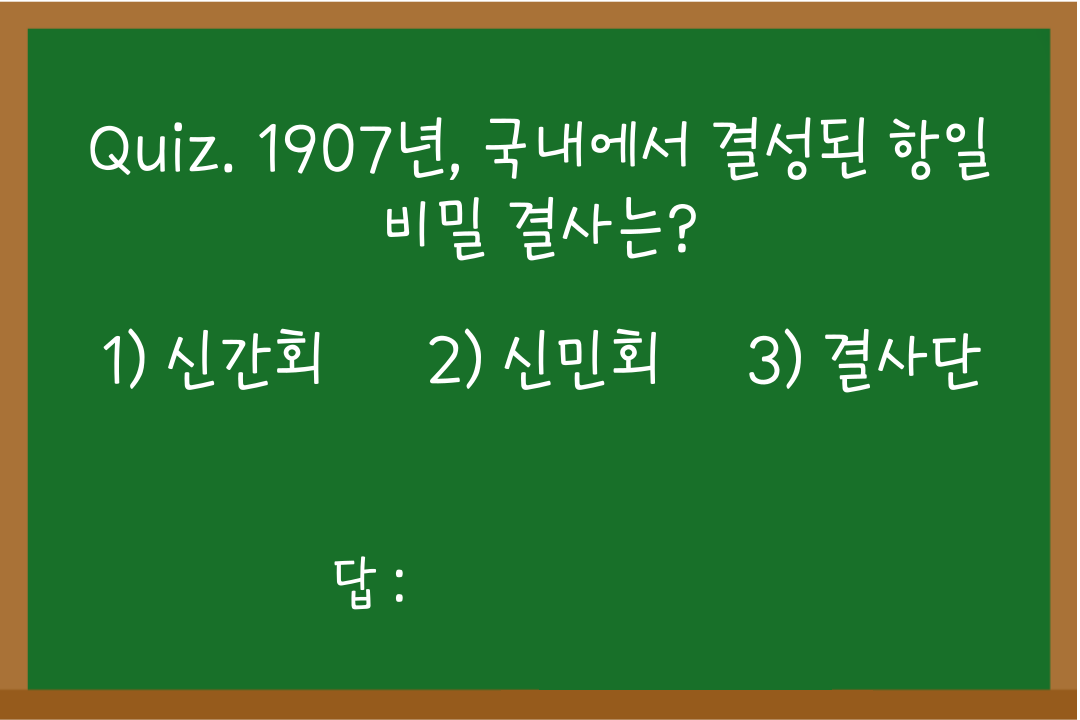 Quiz. 1907년, 국내에서 결성된 항일
비밀 결사는?
1) 신간회 2) 신민회 3) 결사단
답 :